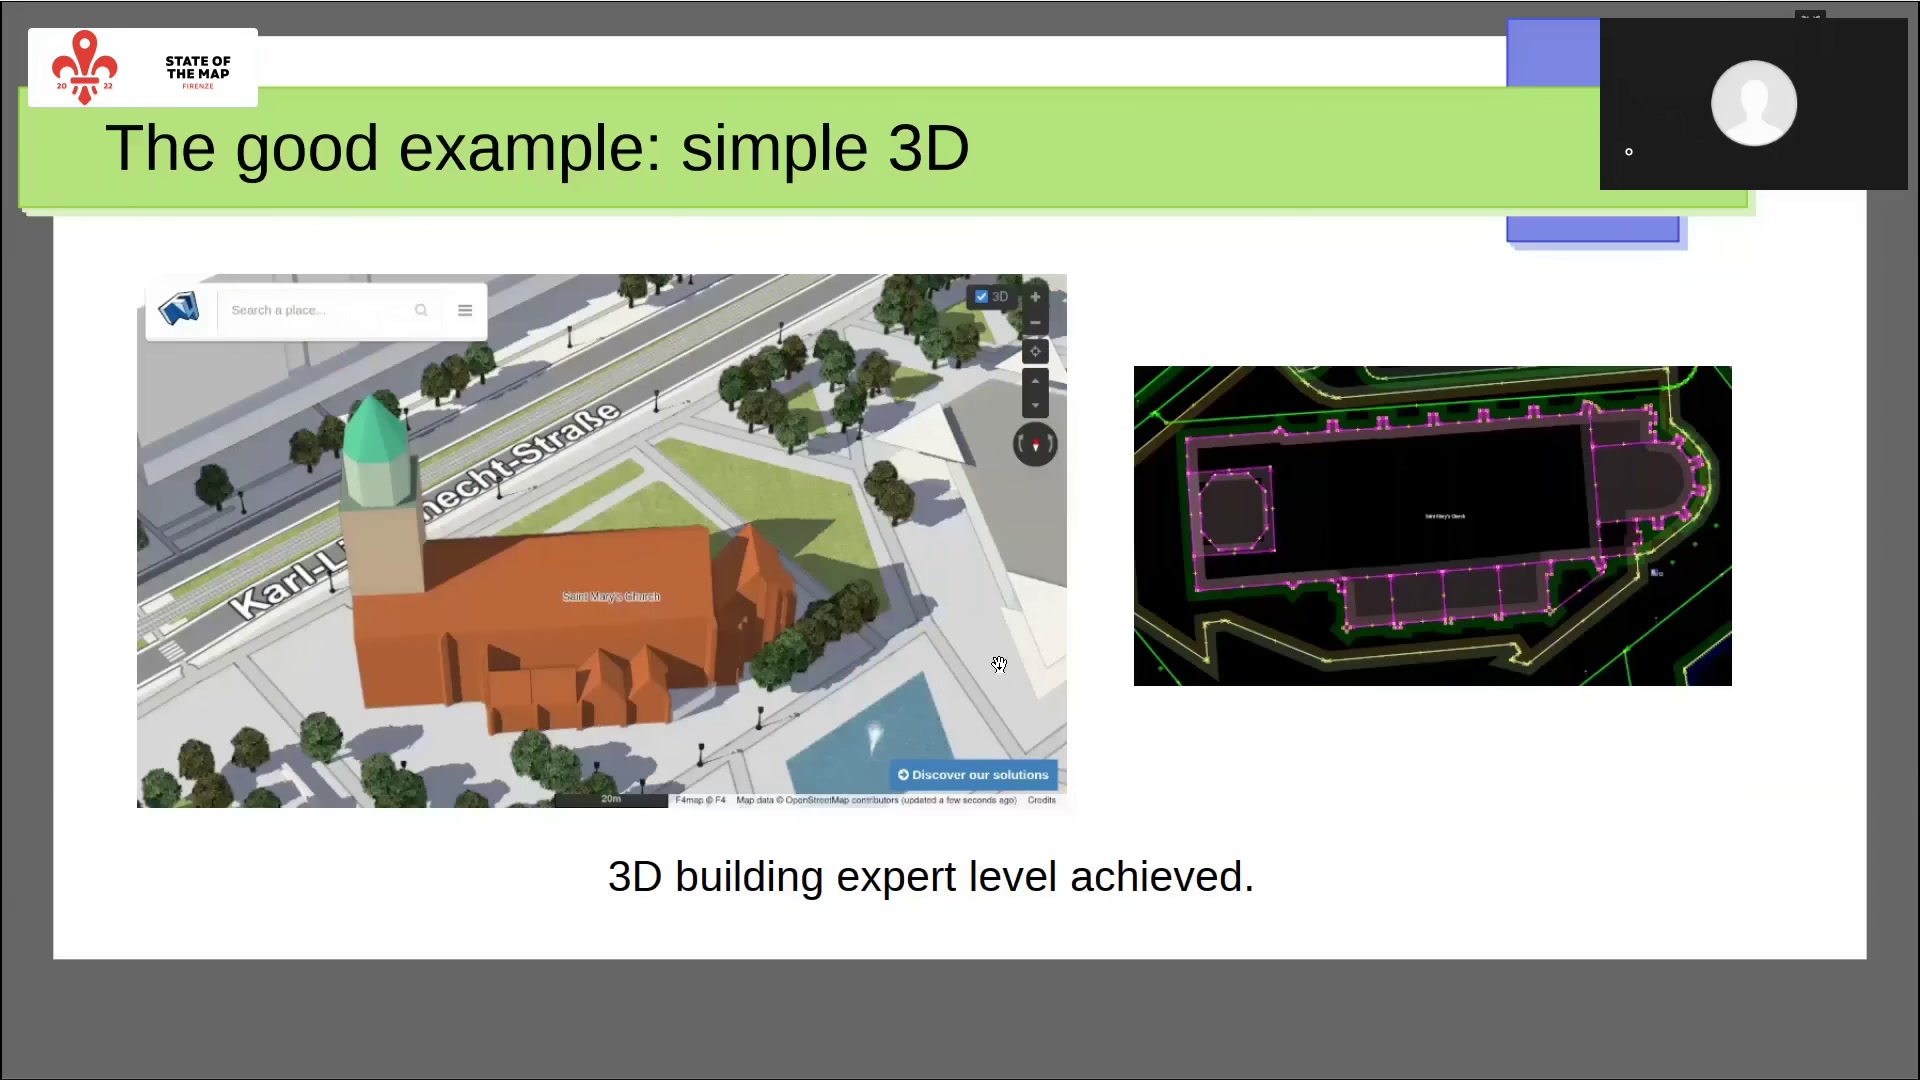 STATE OF
THE MAP
FIRENZE
20 22
The good example: simple 3D
Search a place...
3D
Karl-Li
necht-Straße
Saint Mary's Church
Discover our solutions
20m
F4map © F4 Map data © OpenStreetMap contributors (updated a few seconds ago) Credits
Saint Mary's Church
3D building expert level achieved.